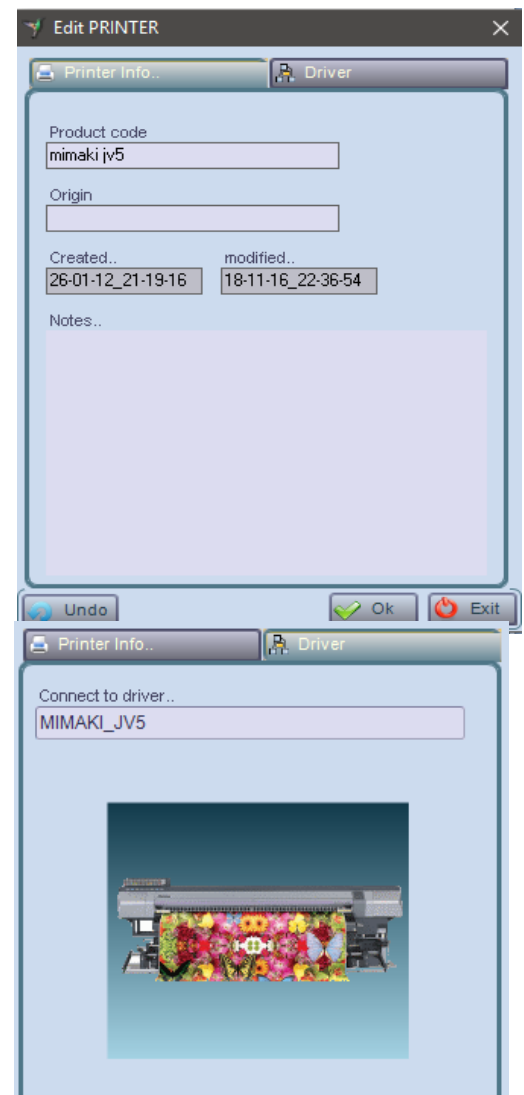 Edit PRINTER
Printer Info.. Driver
Product code
mimaki jv5
Origin
Created.. modified..
26-01-12_21-19-16 18-11-16_22-36-54
Notes..
Undo Ok Exit
Printer Info.. Driver
Connect to driver..
MIMAKI_JV5